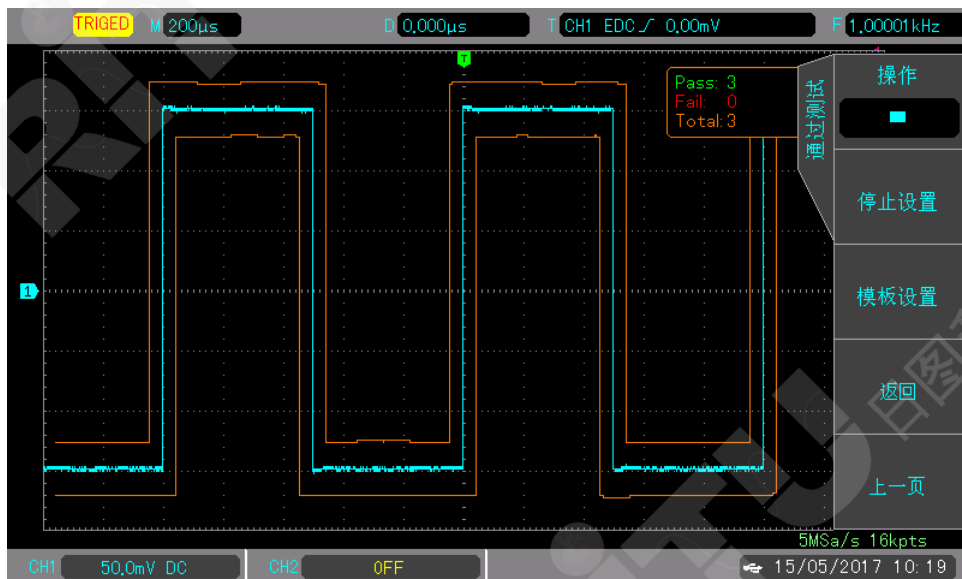 TRIGED M 200µs D 0.000µs T CH1 EDC 0.00mV F 1.00001kHz
T
Pass: 3
Fail: 0
Total: 3
通过测试
操作
停止设置
模板设置
返回
上一页
1
5MSa/s 16kpts
CH1 50.0mV DC CH2 OFF 15/05/2017 10:19